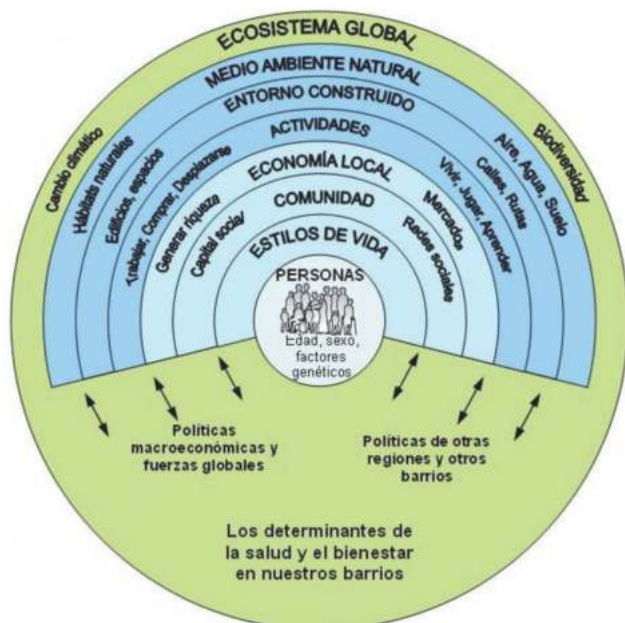 ECOSISTEMA GLOBAL
Cambio climático
Biodiversidad
MEDIO AMBIENTE NATURAL
Hábitats naturales
Aire, Agua, Suelo
ENTORNO CONSTRUIDO
Edificios, espacios
Calles, Rutas
ACTIVIDADES
Trabajar, Comprar, Desplazarse
Vivir, Jugar, Aprender
ECONOMÍA LOCAL
Generar riqueza
Mercados
COMUNIDAD
Capital social
Redes sociales
ESTILOS DE VIDA
PERSONAS
Edad, sexo,
factores
genéticos
Políticas
macroeconómicas y
fuerzas globales
Políticas de otras
regiones y otros
barrios
Los determinantes de
la salud y el bienestar
en nuestros barrios